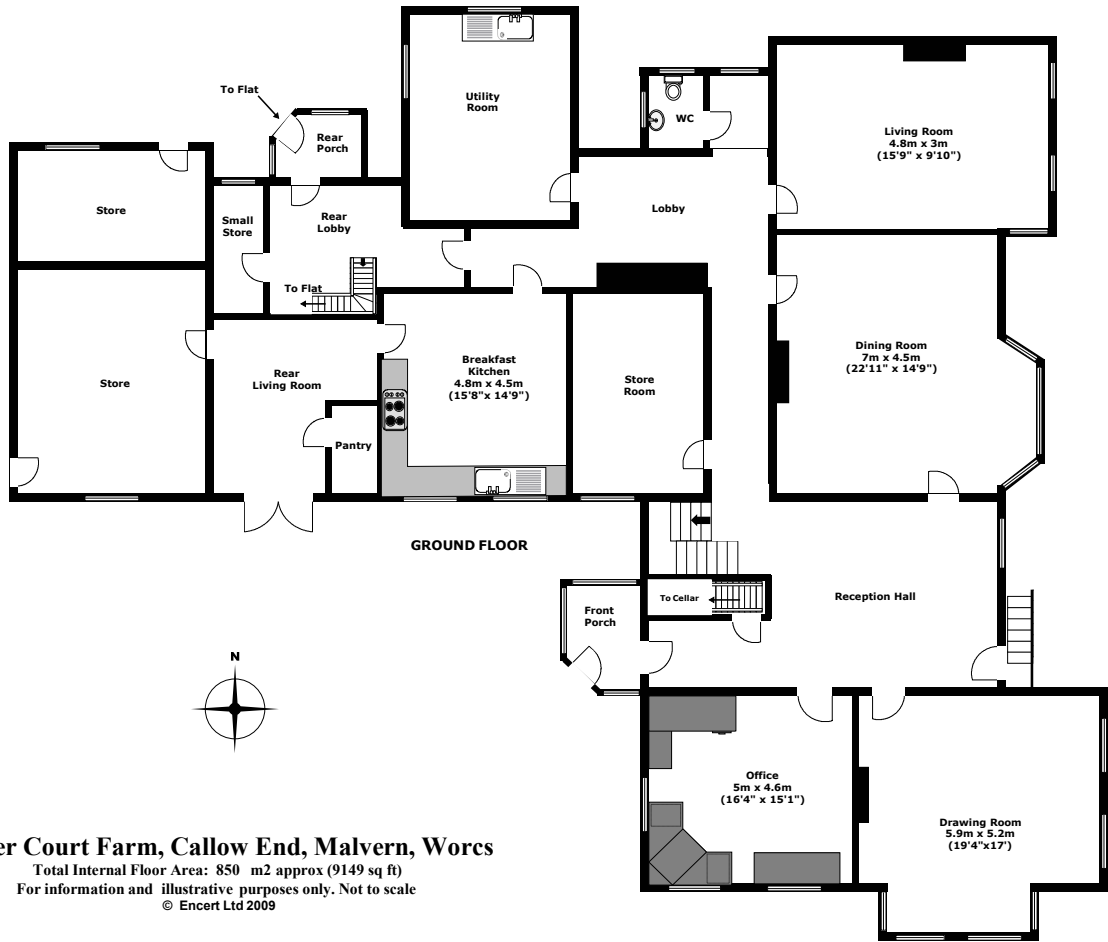 To Flat
Rear
Porch
Utility
Room
WC
Living Room
4.8m x 3m
(15'9" x 9'10")
Store
Small
Store
Rear
Lobby
Lobby
To Flat
Store
Rear
Living Room
Pantry
Breakfast
Kitchen
4.8m x 4.5m
(15'8"x 14'9")
Store
Room
Dining Room
7m x 4.5m
(22'11" x 14'9")
GROUND FLOOR
Front
Porch
To Cellar
Reception Hall
N
Office
5m x 4.6m
(16'4" x 15'1")
Drawing Room
5.9m x 5.2m
(19'4"x17')
er Court Farm, Callow End, Malvern, Worcs
Total Internal Floor Area: 850 m2 approx (9149 sq ft)
For information and illustrative purposes only. Not to scale
© Encert Ltd 2009